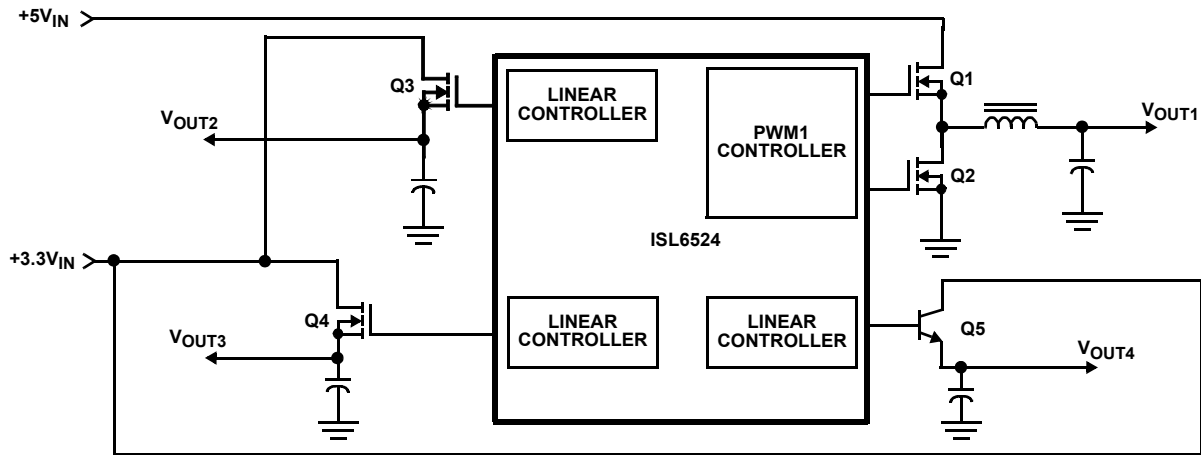 +5VIN
Q3
LINEAR
CONTROLLER
PWM1
CONTROLLER
Q1
VOUT1
VOUT2
Q2
ISL6524
+3.3VIN
Q4
LINEAR
CONTROLLER
LINEAR
CONTROLLER
Q5
VOUT3
VOUT4